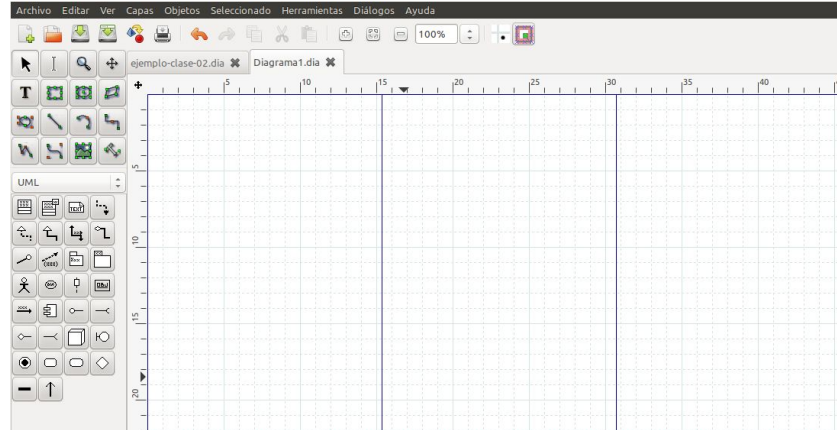 Archivo Editar Ver Capas Objetos Seleccionado Herramientas Diálogos Ayuda
100%
ejemplo-clase-02.dia Diagrama1.dia
5 10 15 20 25 30 35 40
T
UML
TEXT
5
10
15
20